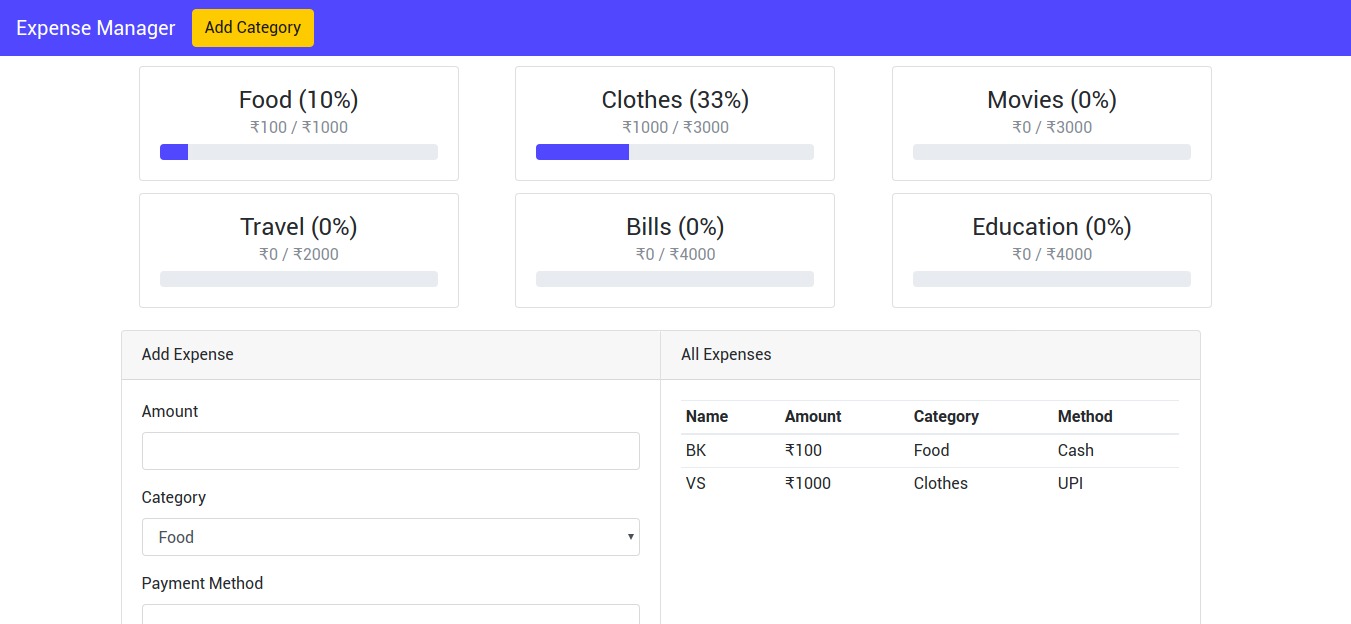 Expense Manager Add Category
Food (10%)
₹100 / ₹1000
Clothes (33%)
₹1000 / ₹3000
Movies (0%)
₹0 / ₹3000
Travel (0%)
₹0 / ₹2000
Bills (0%)
₹0 / ₹4000
Education (0%)
₹0 / ₹4000
Add Expense
Amount
Category
Food
Payment Method
All Expenses
Name Amount Category Method
BK ₹100 Food Cash
VS ₹1000 Clothes UPI